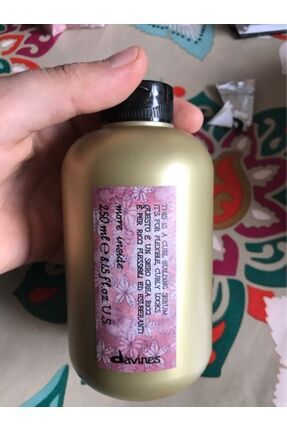 THIS IS A CURL BUILDING SERUM
IT'S FOR FLEXIBLE, CURLY LOOKS
QUESTO È UN SIERO CREA RICCI
È PER RICCI FLESSIBILI ED ESUBERANTI
more inside
250 ml ℮ 8.45 fl.oz. U.S
davines